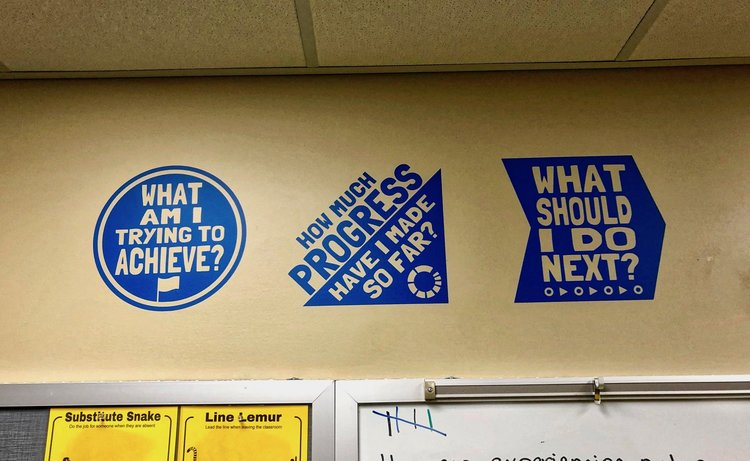 WHAT
AM I
TRYING TO
ACHIEVE?
HOW MUCH
PROGRESS
HAVE I MADE
SO FAR?
WHAT
SHOULD
I DO
NEXT?
Substitute Snake
Do the job for someone when they are absent
Line Lemur
Lead the line when leaving the classroom